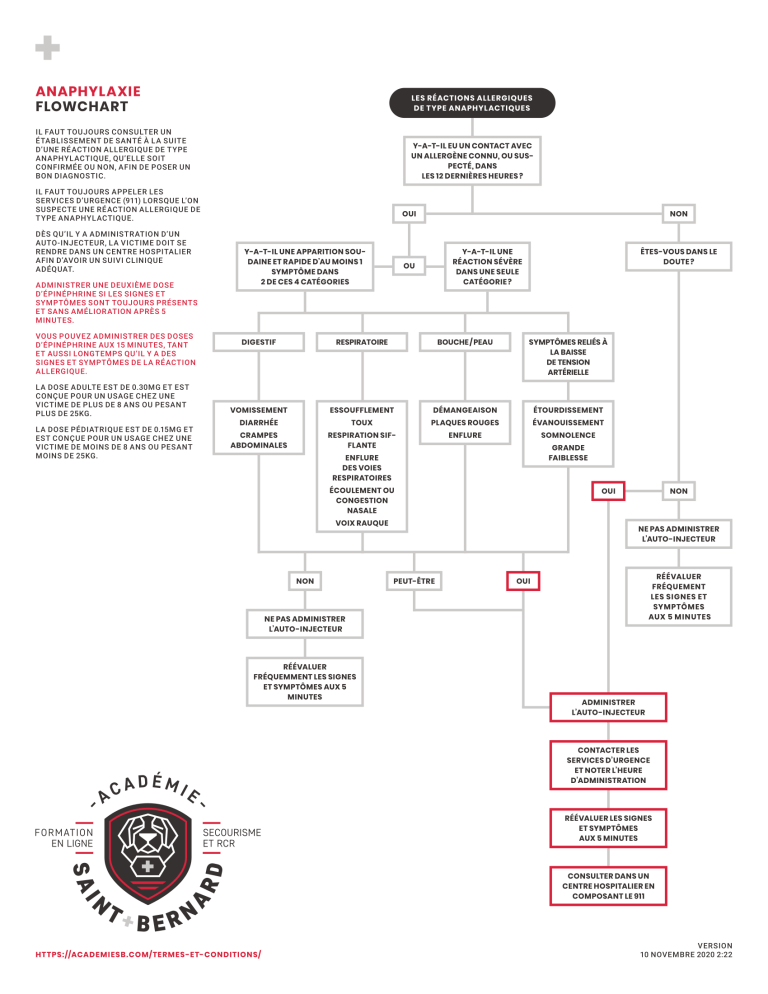 ANAPHYLAXIE
FLOWCHART
IL FAUT TOUJOURS CONSULTER UN
ÉTABLISSEMENT DE SANTÉ À LA SUITE
D'UNE RÉACTION ALLERGIQUE DE TYPE
ANAPHYLACTIQUE, QU'ELLE SOIT
CONFIRMÉE OU NON, AFIN DE POSER UN
BON DIAGNOSTIC.
IL FAUT TOUJOURS APPELER LES
SERVICES D'URGENCE (911) LORSQUE L'ON
SUSPECTE UNE RÉACTION ALLERGIQUE DE
TYPE ANAPHYLACTIQUE.
DÈS QU'IL Y A ADMINISTRATION D'UN
AUTO-INJECTEUR, LA VICTIME DOIT SE
RENDRE DANS UN CENTRE HOSPITALIER
AFIN D'AVOIR UN SUIVI CLINIQUE
ADÉQUAT.
ADMINISTRER UNE DEUXIÈME DOSE
D'ÉPINÉPHRINE SI LES SIGNES ET
SYMPTÔMES SONT TOUJOURS PRÉSENTS
ET SANS AMÉLIORATION APRÈS 5
MINUTES.
VOUS POUVEZ ADMINISTRER DES DOSES
D'ÉPINÉPHRINE AUX 15 MINUTES, TANT
ET AUSSI LONGTEMPS QU'IL Y A DES
SIGNES ET SYMPTÔMES DE LA RÉACTION
ALLERGIQUE.
LA DOSE ADULTE EST DE 0.30MG ET EST
CONÇUE POUR UN USAGE CHEZ UNE
VICTIME DE PLUS DE 8 ANS OU PESANT
PLUS DE 25KG.
LA DOSE PÉDIATRIQUE EST DE 0.15MG ET
EST CONÇUE POUR UN USAGE CHEZ UNE
VICTIME DE MOINS DE 8 ANS OU PESANT
MOINS DE 25KG.
LES RÉACTIONS ALLERGIQUES
DE TYPE ANAPHYLACTIQUES
Y-A-T-IL EU UN CONTACT AVEC
UN ALLERGÈNE CONNU, OU SUS-
PECTÉ, DANS
LES 12 DERNIÈRES HEURES ?
OUI
NON
Y-A-T-IL UNE APPARITION SOU-
DAINE ET RAPIDE D'AU MOINS 1
SYMPTÔME DANS
2 DE CES 4 CATÉGORIES
OU
Y-A-T-IL UNE
RÉACTION SÉVÈRE
DANS UNE SEULE
CATÉGORIE ?
ÊTES-VOUS DANS LE
DOUTE ?
DIGESTIF
RESPIRATOIRE
BOUCHE/PEAU
SYMPTÔMES RELIÉS À
LA BAISSE
DE TENSION
ARTÉRIELLE
VOMISSEMENT
DIARRHÉE
CRAMPES
ABDOMINALES
ESSOUFFLEMENT
TOUX
RESPIRATION SIF-
FLANTE
ENFLURE
DES VOIES
RESPIRATOIRES
ÉCOULEMENT OU
CONGESTION
NASALE
VOIX RAUQUE
DÉMANGEAISON
PLAQUES ROUGES
ENFLURE
ÉTOURDISSEMENT
ÉVANOUISSEMENT
SOMNOLENCE
GRANDE
FAIBLESSE
OUI
NON
NE PAS ADMINISTRER
L'AUTO-INJECTEUR
RÉÉVALUER
FRÉQUEMENT
LES SIGNES ET
SYMPTÔMES
AUX 5 MINUTES
NON
PEUT-ÊTRE
OUI
NE PAS ADMINISTRER
L'AUTO-INJECTEUR
RÉÉVALUER
FRÉQUEMMENT LES SIGNES
ET SYMPTÔMES AUX 5
MINUTES
ADMINISTRER
L'AUTO-INJECTEUR
CONTACTER LES
SERVICES D'URGENCE
ET NOTER L'HEURE
D'ADMINISTRATION
RÉÉVALUER LES SIGNES
ET SYMPTÔMES
AUX 5 MINUTES
CONSULTER DANS UN
CENTRE HOSPITALIER EN
COMPOSANT LE 911
-ACADÉMIE-
FORMATION
EN LIGNE
SECOURISME
ET RCR
SAINT+BERNARD
HTTPS://ACADEMIESB.COM/TERMES-ET-CONDITIONS/
VERSION
10 NOVEMBRE 2020 2:22